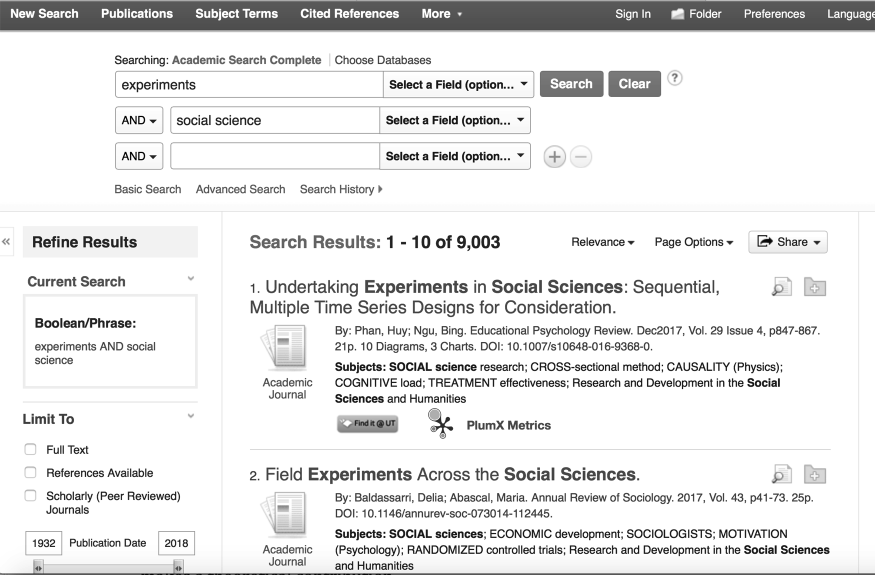 New Search Publications Subject Terms Cited References More Sign In Folder Preferences Language
Searching: Academic Search Complete Choose Databases
experiments Select a Field (option... Search Clear ?
AND social science Select a Field (option...
AND Select a Field (option...
Basic Search Advanced Search Search History
«
Refine Results
Current Search
Boolean/Phrase:
experiments AND social
science
Limit To
Full Text
References Available
Scholarly (Peer Reviewed)
Journals
1932 Publication Date 2018
Search Results: 1 - 10 of 9,003 Relevance Page Options Share
1. Undertaking Experiments in Social Sciences: Sequential,
Multiple Time Series Designs for Consideration.
Academic
Journal
By: Phan, Huy; Ngu, Bing. Educational Psychology Review. Dec2017, Vol. 29 Issue 4, p847-867.
21p. 10 Diagrams, 3 Charts. DOI: 10.1007/s10648-016-9368-0.
Subjects: SOCIAL science research; CROSS-sectional method; CAUSALITY (Physics);
COGNITIVE load; TREATMENT effectiveness; Research and Development in the Social
Sciences and Humanities
Find it @ UT PlumX Metrics
2. Field Experiments Across the Social Sciences.
Academic
Journal
By: Baldassarri, Delia; Abascal, Maria. Annual Review of Sociology. 2017, Vol. 43, p41-73. 25p.
DOI: 10.1146/annurev-soc-073014-112445.
Subjects: SOCIAL sciences; ECONOMIC development; SOCIOLOGISTS; MOTIVATION
(Psychology); RANDOMIZED controlled trials; Research and Development in the Social Sciences
and Humanities